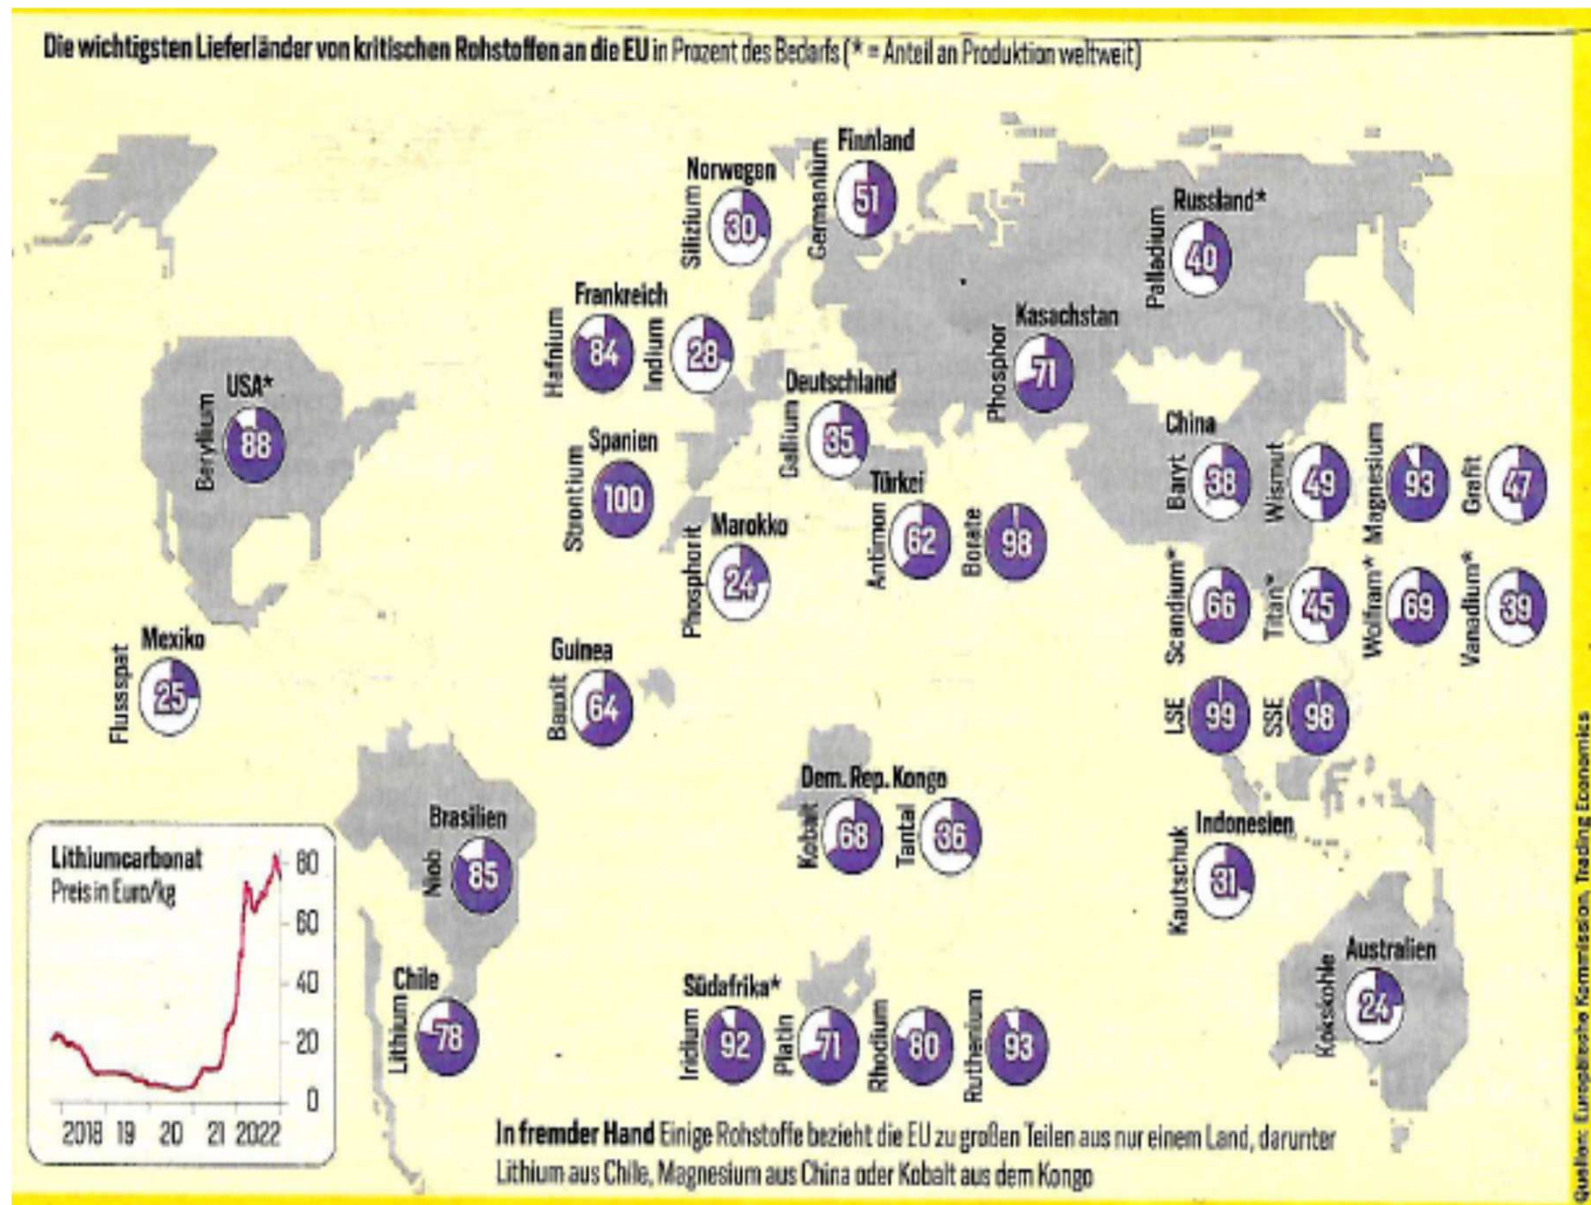 Die wichtigsten Lieferländer von kritischen Rohstoffen an die EU in Prozent des Bedarfs (* = Anteil an Produktion weltweit)
Finnland
Germanium
51
Norwegen
Silizium
30
Russland*
Palladium
40
Frankreich
Hafnium
84
Indium
28
Kasachstan
Phosphor
71
USA*
Beryllium
88
Deutschland
Gallium
35
Spanien
Strontium
100
Türkei
Antimon
62
Borate
98
China
Baryt
38
Wismut
49
Magnesium
93
Grafit
47
Scandium*
66
Titan*
45
Wolfram*
69
Vanadium*
39
LSE
99
SSE
98
Marokko
Phosphorit
24
Mexiko
Flussspat
25
Guinea
Bauxit
64
Dem. Rep. Kongo
Kobalt
68
Tantal
36
Brasilien
Niob
85
Indonesien
Kautschuk
31
Australien
Kokskohle
24
Chile
Lithium
78
Südafrika*
Iridium
92
Platin
71
Rhodium
80
Ruthenium
93
Lithiumcarbonat
Preis in Euro/kg
80
60
40
20
0
2018 19 20 21 2022
In fremder Hand Einige Rohstoffe bezieht die EU zu großen Teilen aus nur einem Land, darunter
Lithium aus Chile, Magnesium aus China oder Kobalt aus dem Kongo
Quellen: Europäische Kommission, Trading Economics